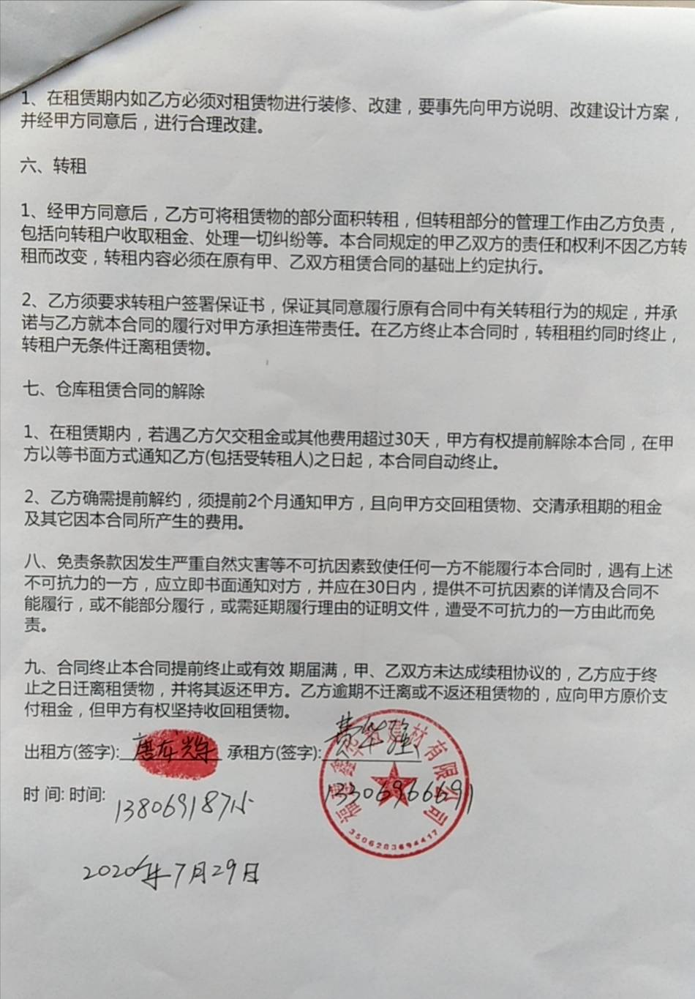 1、在租赁期内如乙方必须对租赁物进行装修、改建，要事先向甲方说明、改建设计方案，
并经甲方同意后，进行合理改建。
六、转租
1、经甲方同意后，乙方可将租赁物的部分面积转租，但转租部分的管理工作由乙方负责，
包括向转租户收取租金、处理一切纠纷等。本合同规定的甲乙双方的责任和权利不因乙方转
租而改变，转租内容必须在原有甲、乙双方租赁合同的基础上约定执行。
2、乙方须要求转租户签署保证书，保证其同意履行原有合同中有关转租行为的规定，并承
诺与乙方就本合同的履行对甲方承担连带责任。在乙方终止本合同时，转租租约同时终止，
转租户无条件迁离租赁物。
七、仓库租赁合同的解除
1、在租赁期内，若遇乙方欠交租金或其他费用超过30天，甲方有权提前解除本合同，在甲
方以等书面方式通知乙方(包括受转租人)之日起，本合同自动终止。
2、乙方确需提前解约，须提前2个月通知甲方，且向甲方交回租赁物、交清承租期的租金
及其它因本合同所产生的费用。
八、免责条款因发生严重自然灾害等不可抗因素致使任何一方不能履行本合同时，遇有上述
不可抗力的一方，应立即书面通知对方，并应在30日内，提供不可抗因素的详情及合同不
能履行，或不能部分履行，或需延期履行理由的证明文件，遭受不可抗力的一方由此而免
责。
九、合同终止本合同提前终止或有效 期届满，甲、乙双方未达成续租协议的，乙方应于终
止之日迁离租赁物，并将其返还甲方。乙方逾期不迁离或不返还租赁物的，应向甲方原价支
付租金，但甲方有权坚持收回租赁物。
出租方(签字): 承租方(签字): 黄华强
时 间: 时间:
13306966691
福建鑫 建材有限公司
2020年7月29日